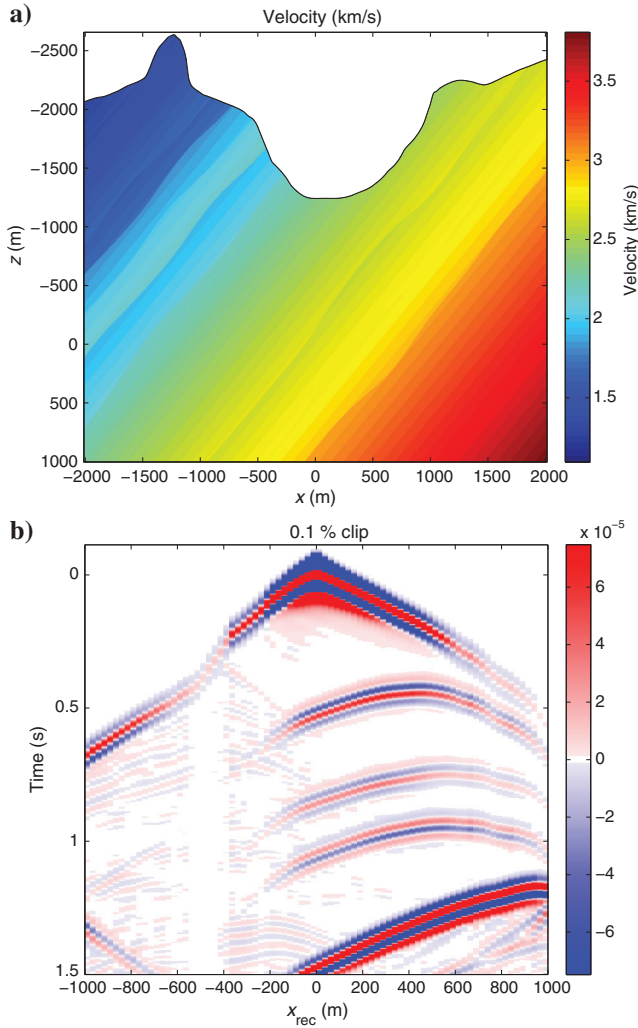 a)
Velocity (km/s)
−2500
−2000
−1500
−1000
−500
0
500
1000
z (m)
−2000 −1500 −1000 −500 0 500 1000 1500 2000
x (m)
3.5
3
2.5
2
1.5
Velocity (km/s)
b)
0.1 % clip
x 10−5
0
0.5
1
1.5
Time (s)
-1000 −800 −600 −400 −200 0 200 400 600 800 1000
xrec (m)
6
4
2
0
−2
−4
−6